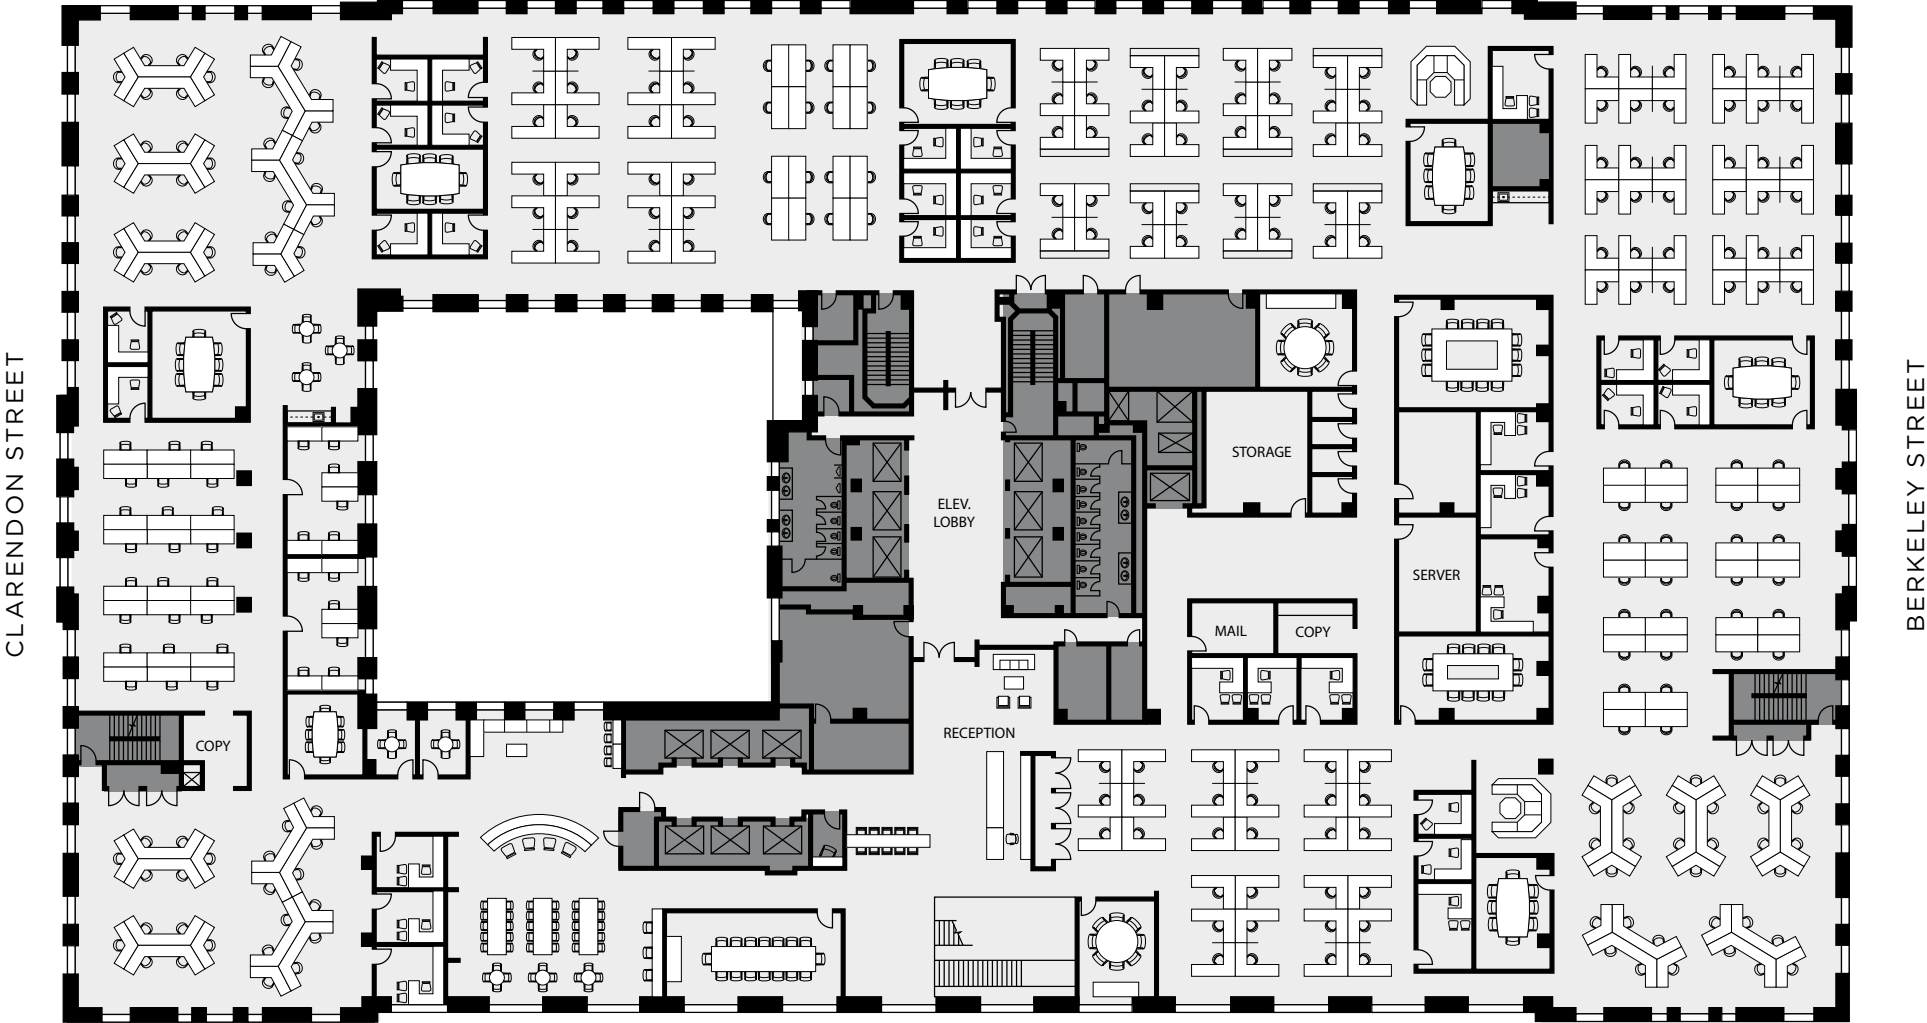 CLARENDON STREET
BERKELEY STREET
STORAGE
ELEV.
LOBBY
SERVER
MAIL
COPY
COPY
RECEPTION